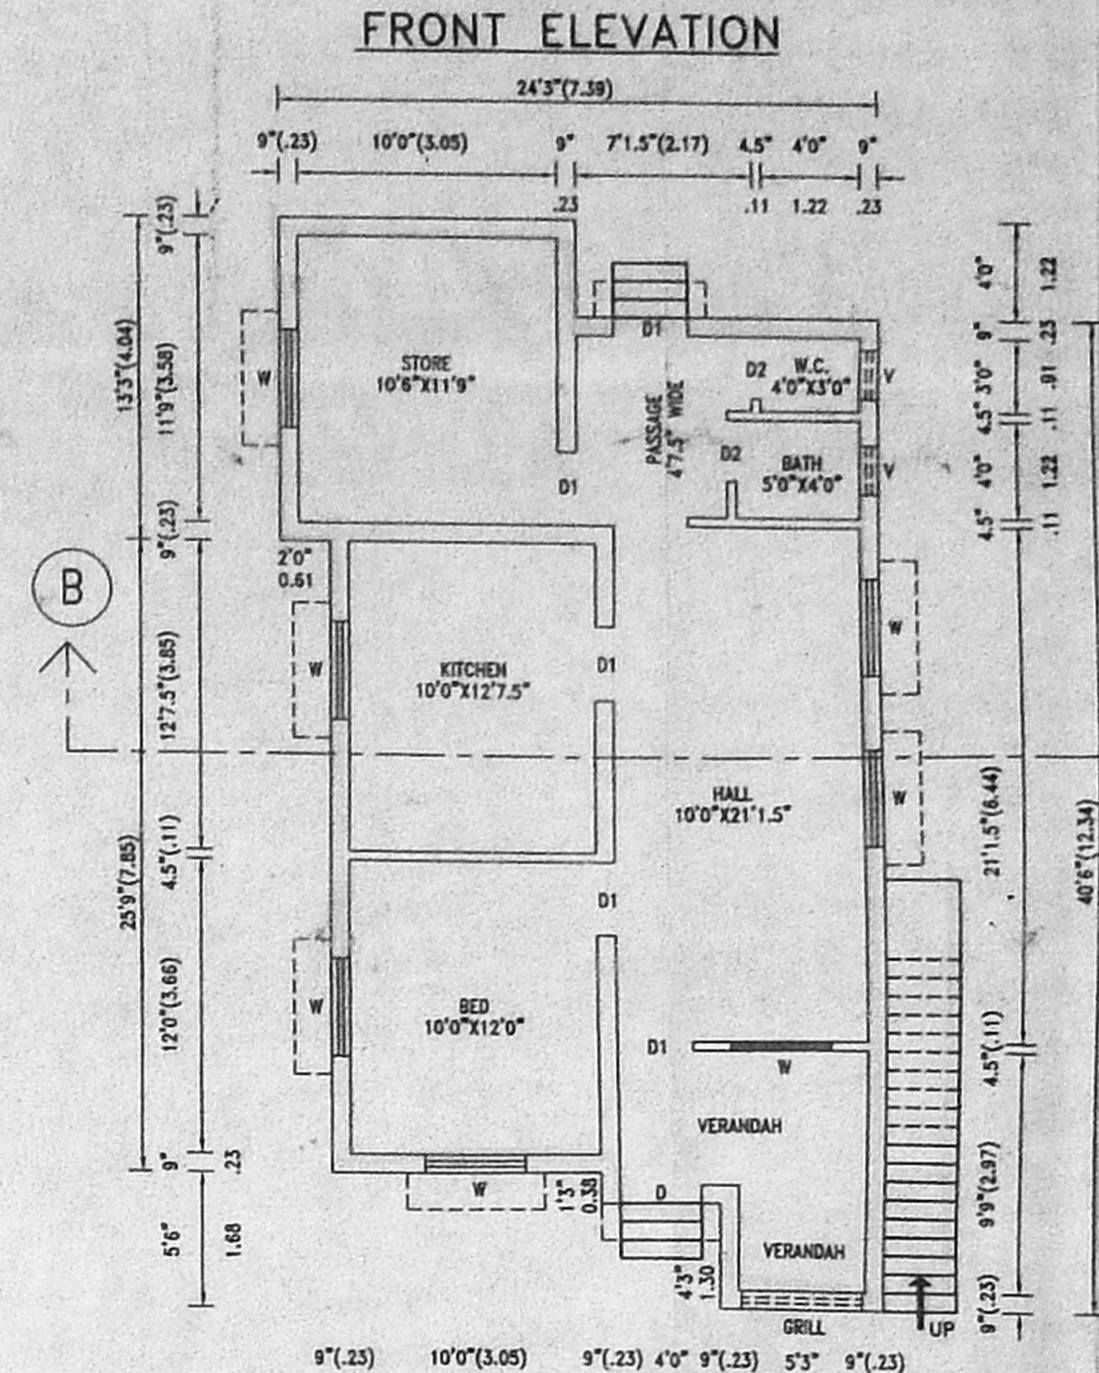 FRONT ELEVATION
24'3"(7.39)
9"(.23) 10'0"(3.05) 9" 7'1.5"(2.17) 4.5" 4'0" 9"
.23 .11 1.22 .23
9"(.23)
13'3"(4.04)
11'9"(3.58)
9"(.23)
4'0" 1.22
9" .23
3'0" .91
4.5" .11
4'0" 1.22
4.5" .11
D1
W
STORE
10'6"X11'9"
PASSAGE
4'7.5" WIDE
D2
W.C.
4'0"X3'0"
V
D2
BATH
5'0"X4'0"
V
D1
2'0"
0.61
B
W
KITCHEN
10'0"X12'7.5"
D1
W
12'7.5"(3.85)
W
HALL
10'0"X21'1.5"
21'1.5"(6.44)
40'6"(12.34)
4.5"(.11)
25'9"(7.85)
D1
12'0"(3.66)
W
BED
10'0"X12'0"
D1
W
4.5"(.11)
VERANDAH
9" .23
W
1'3"
0.38
D
9'9"(2.97)
5'6" 1.68
VERANDAH
4'3"
1.30
GRILL
UP
9"(.23)
9"(.23) 10'0"(3.05) 9"(.23) 4'0" 9"(.23) 5'3" 9"(.23)